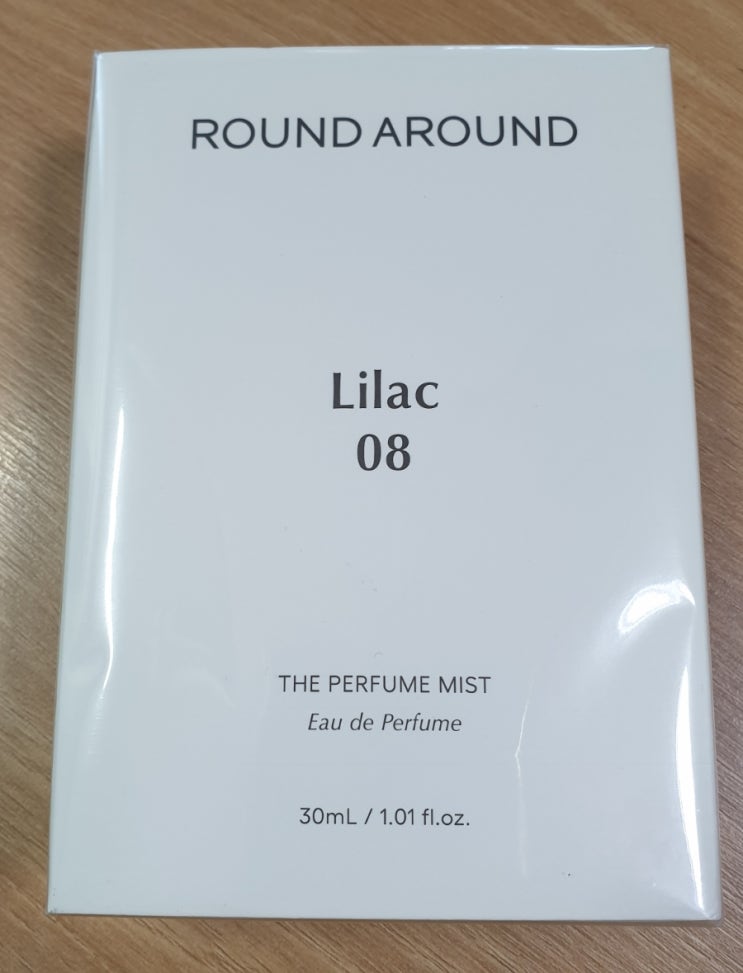 ROUND AROUND
Lilac
08
THE PERFUME MIST
Eau de Perfume
30mL / 1.01 fl.oz.